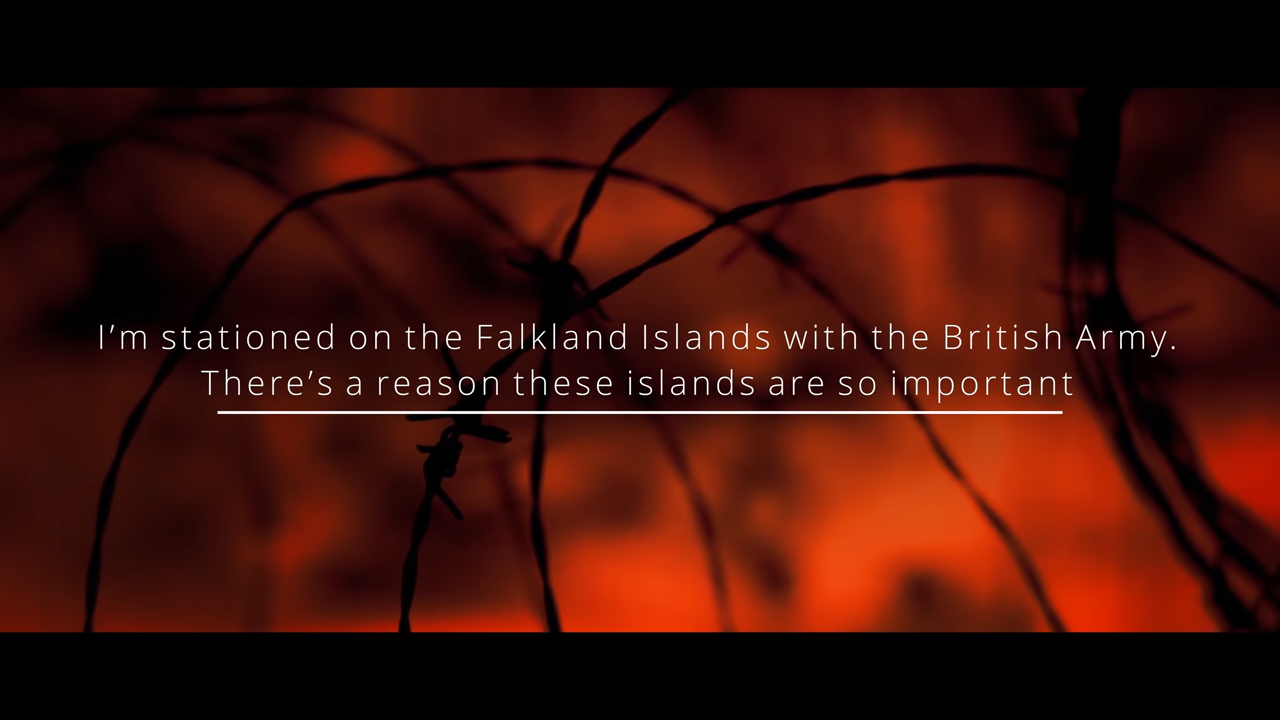 I’m stationed on the Falkland Islands with the British Army.
There’s a reason these islands are so important